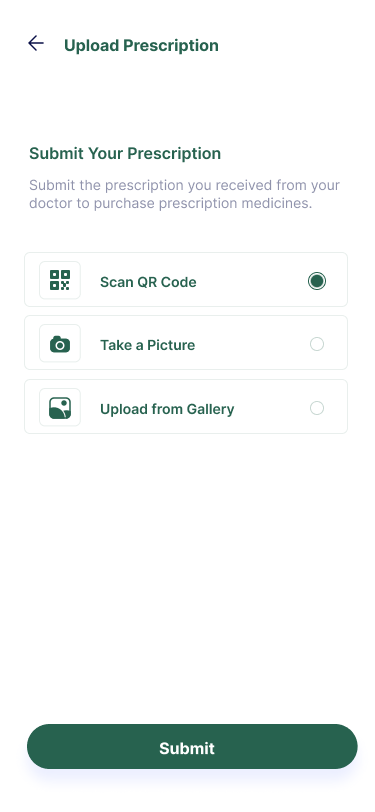 Upload Prescription
Submit Your Prescription
Submit the prescription you received from your
doctor to purchase prescription medicines.
Scan QR Code
Take a Picture
Upload from Gallery
Submit